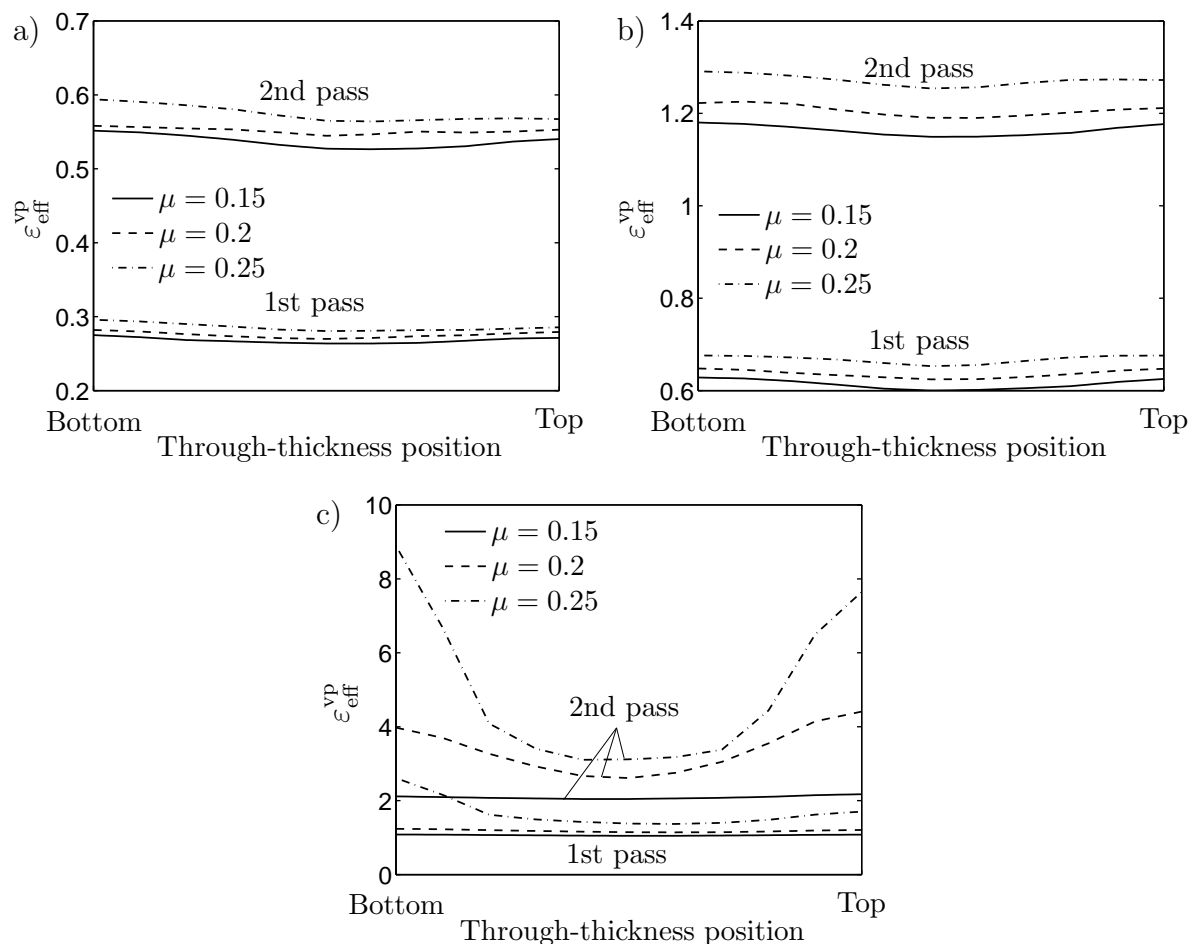 a)
0.7
0.6
0.5
0.4
0.3
0.2
ε_eff^vp
2nd pass
μ = 0.15
μ = 0.2
μ = 0.25
1st pass
Bottom
Top
Through-thickness position
b)
1.4
1.2
1
0.8
0.6
ε_eff^vp
2nd pass
μ = 0.15
μ = 0.2
μ = 0.25
1st pass
Bottom
Top
Through-thickness position
c)
10
8
6
4
2
0
ε_eff^vp
μ = 0.15
μ = 0.2
μ = 0.25
2nd pass
1st pass
Bottom
Top
Through-thickness position